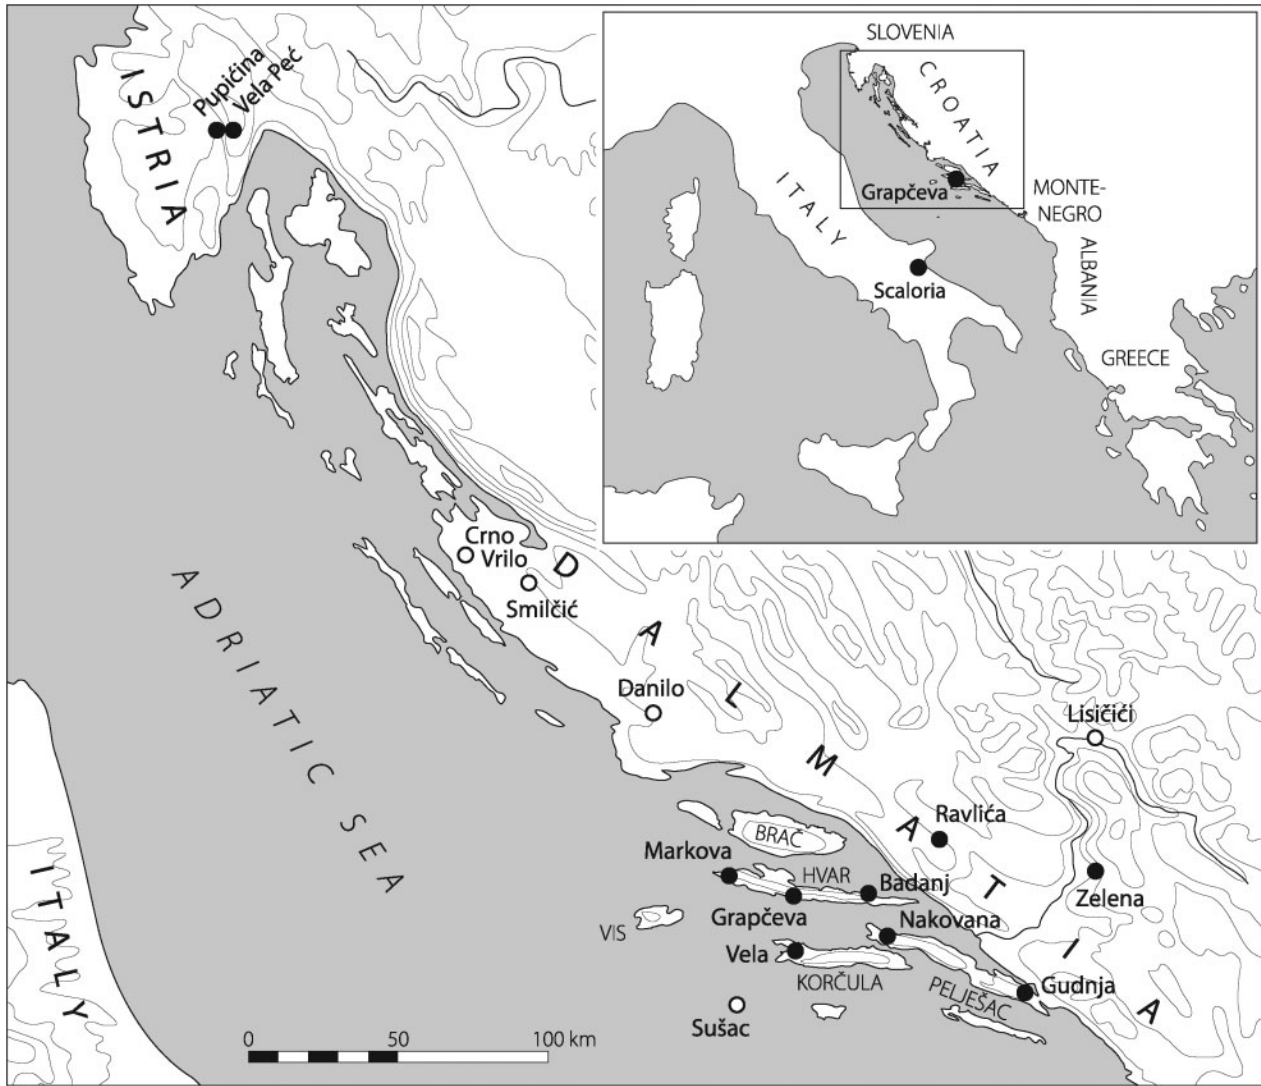 SLOVENIA
CROATIA
ITALY
Grapčeva
MONTE-
NEGRO
ALBANIA
Scaloria
GREECE
ISTRIA
Pupićina
Vela Peć
Crno
Vrilo
Smilčić
DALMATIA
ADRIATIC SEA
Danilo
Lisičići
Ravlića
BRAČ
Markova
HVAR
Badanj
Zelena
Grapčeva
Nakovana
VIS
Vela
KORČULA
PELJEŠAC
Gudnja
Sušac
ITALY
0 50 100 km